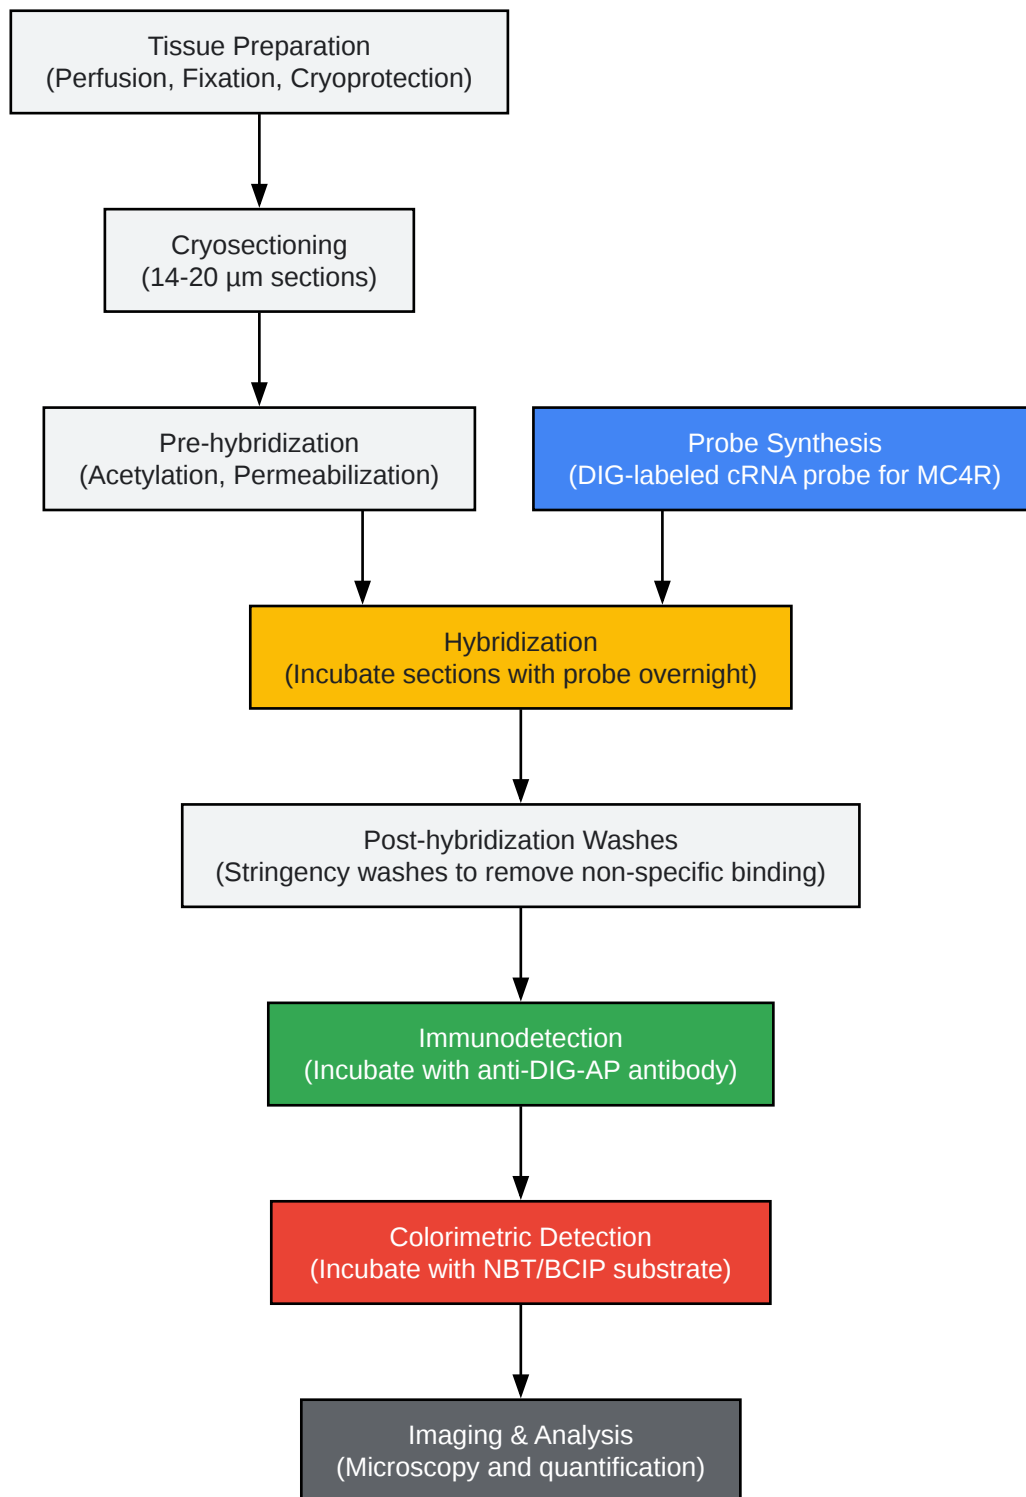 Tissue Preparation
(Perfusion, Fixation, Cryoprotection)
Cryosectioning
(14-20 µm sections)
Pre-hybridization
(Acetylation, Permeabilization)
Probe Synthesis
(DIG-labeled cRNA probe for MC4R)
Hybridization
(Incubate sections with probe overnight)
Post-hybridization Washes
(Stringency washes to remove non-specific binding)
Immunodetection
(Incubate with anti-DIG-AP antibody)
Colorimetric Detection
(Incubate with NBT/BCIP substrate)
Imaging & Analysis
(Microscopy and quantification)